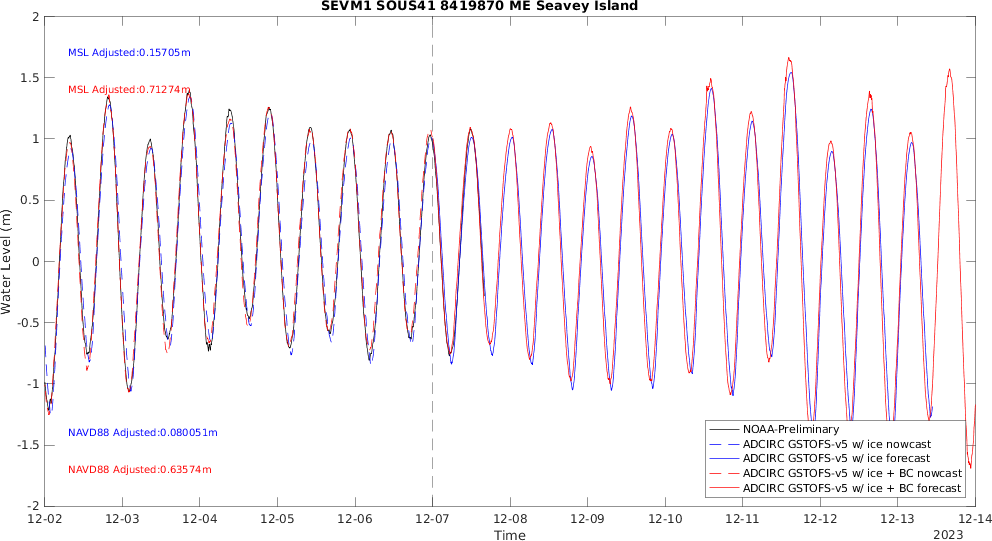 SEVM1 SOUS41 8419870 ME Seavey Island
2
1.5
1
0.5
0
-0.5
-1
-1.5
-2
Water Level (m)
MSL Adjusted:0.15705m
MSL Adjusted:0.71274m
NAVD88 Adjusted:0.080051m
NAVD88 Adjusted:0.63574m
NOAA-Preliminary
ADCIRC GSTOFS-v5 w/ ice nowcast
ADCIRC GSTOFS-v5 w/ ice forecast
ADCIRC GSTOFS-v5 w/ ice + BC nowcast
ADCIRC GSTOFS-v5 w/ ice + BC forecast
12-02 12-03 12-04 12-05 12-06 12-07 12-08 12-09 12-10 12-11 12-12 12-13 12-14
Time
2023